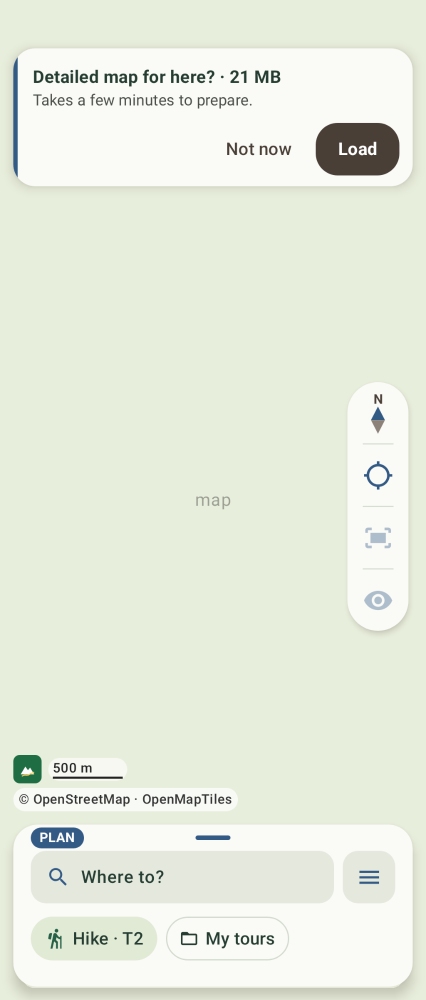 Detailed map for here? · 21 MB
Takes a few minutes to prepare.
Not now
Load
N
map
500 m
© OpenStreetMap · OpenMapTiles
PLAN
Where to?
Hike · T2
My tours